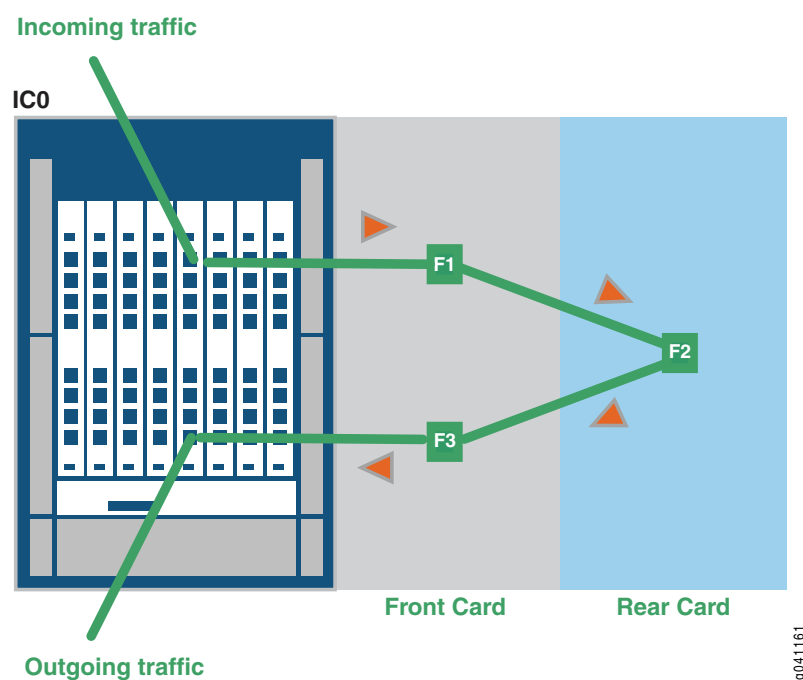 Incoming traffic
IC0
F1
F2
F3
Front Card
Rear Card
Outgoing traffic
g041161